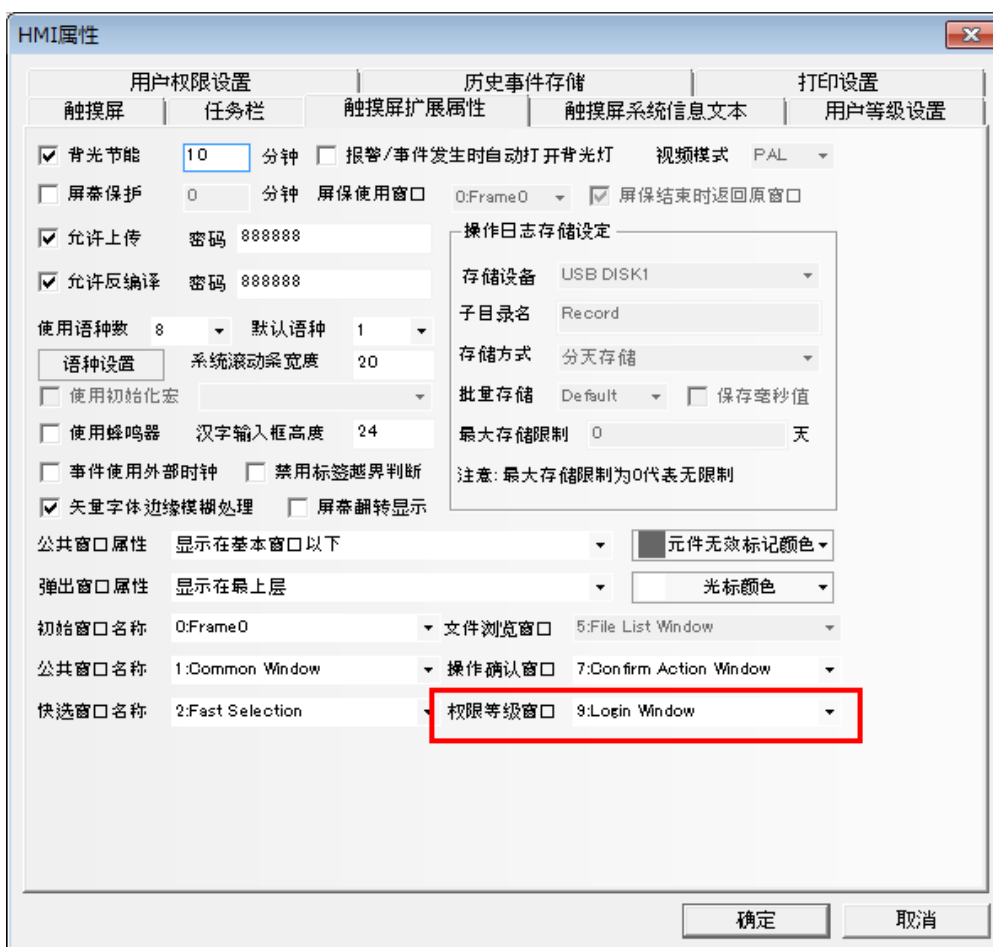 HMI属性
用户权限设置 历史事件存储 打印设置
触摸屏 任务栏 触摸屏扩展属性 触摸屏系统信息文本 用户等级设置
背光节能 10 分钟 报警/事件发生时自动打开背光灯 视频模式 PAL
屏幕保护 0 分钟 屏保使用窗口 0:Frame0 屏保结束时返回原窗口
允许上传 密码 888888 操作日志存储设定
存储设备 USB DISK1
允许反编译 密码 888888
子目录名 Record
使用语种数 8 默认语种 1
存储方式 分天存储
语种设置 系统滚动条宽度 20
使用初始化宏 批量存储 Default 保存毫秒值
使用蜂鸣器 汉字输入框高度 24 最大存储限制 0 天
事件使用外部时钟 禁用标签越界判断 注意:最大存储限制为0代表无限制
矢量字体边缘模糊处理 屏幕翻转显示
公共窗口属性 显示在基本窗口以下 元件无效标记颜色
弹出窗口属性 显示在最上层 光标颜色
初始窗口名称 0:Frame0 文件浏览窗口 5:File List Window
公共窗口名称 1:Common Window 操作确认窗口 7:Confirm Action Window
快选窗口名称 2:Fast Selection 权限等级窗口 9:Login Window
确定 取消